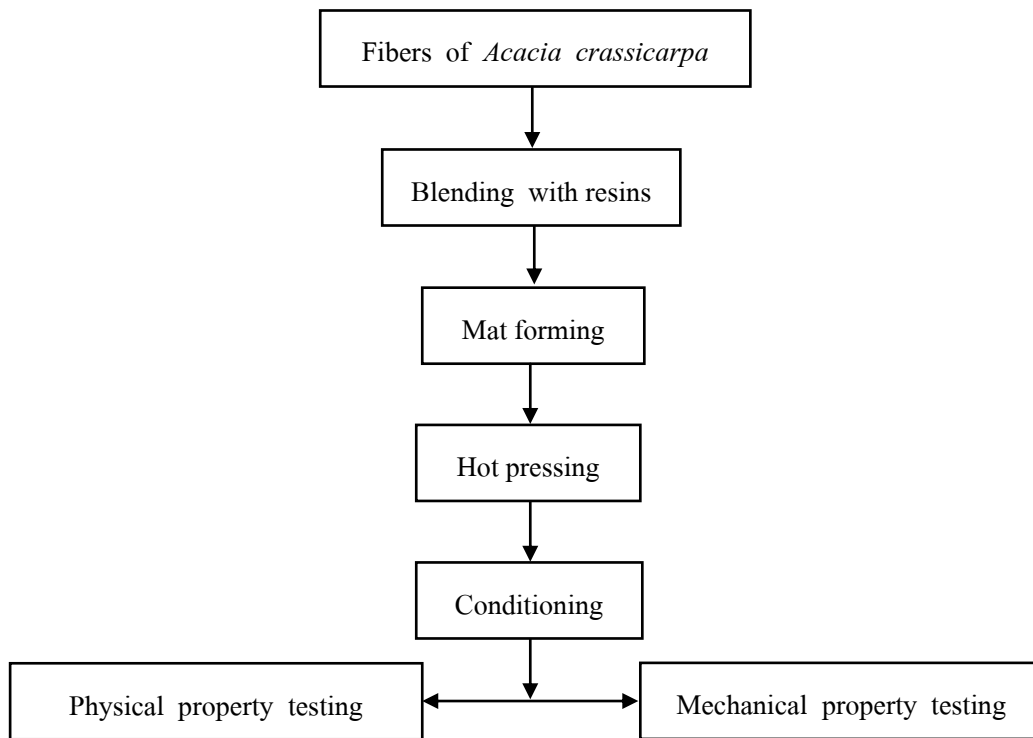 Fibers of Acacia crassicarpa
Blending with resins
Mat forming
Hot pressing
Conditioning
Physical property testing
Mechanical property testing